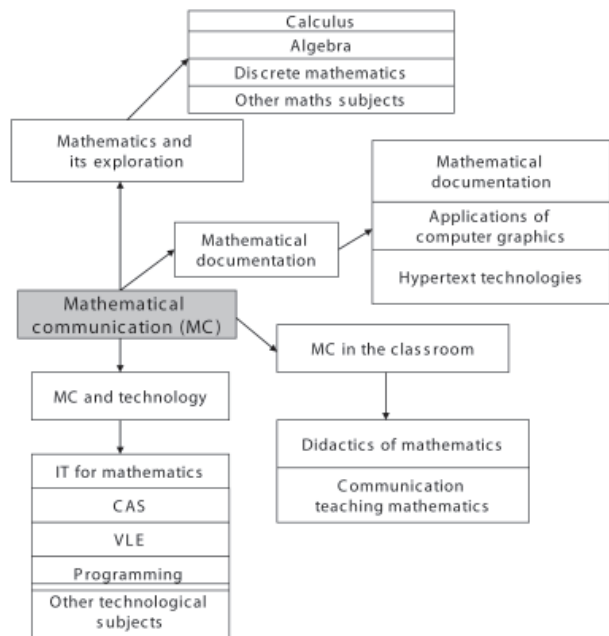 Calculus
Algebra
Discrete mathematics
Other maths subjects
Mathematics and
its exploration
Mathematical
documentation
Applications of
computer graphics
Hypertext technologies
Mathematical
documentation
Mathematical
communication (MC)
MC in the classroom
MC and technology
Didactics of mathematics
Communication
teaching mathematics
IT for mathematics
CAS
VLE
Programming
Other technological
subjects